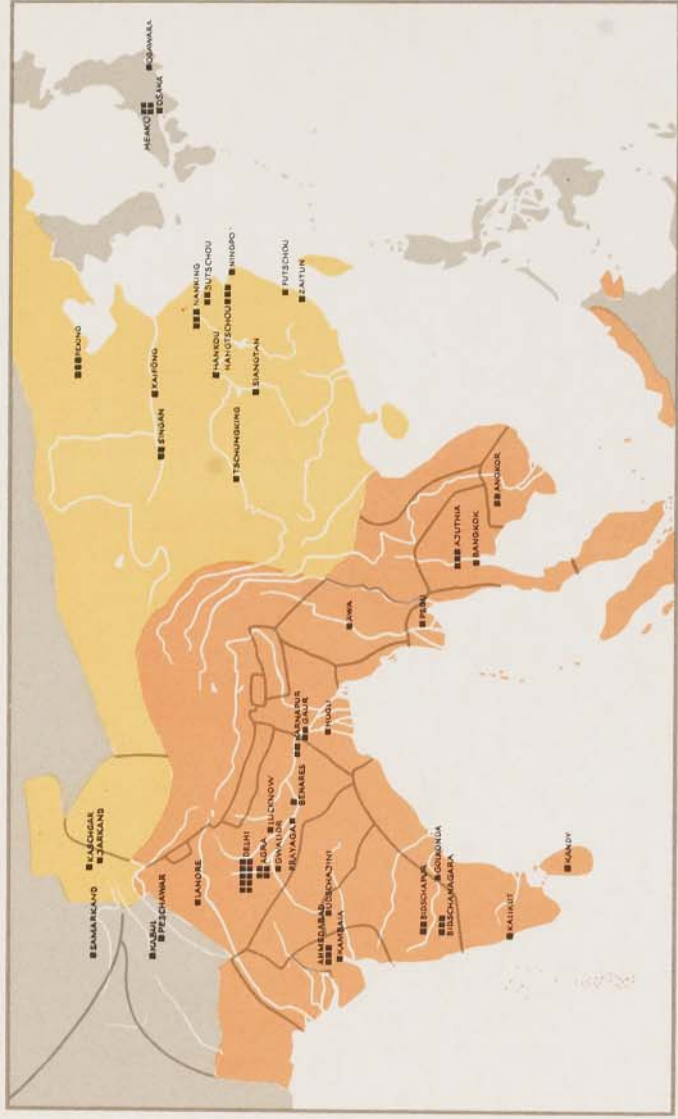 PEKING
SAMARKAND
KASCHGAR
JARKAND
MEAKO
OSAKA
KABUL
PESCHAWAR
KAIFÖNG
SINGAN
LAHORE
NANKING
SUTSCHOU
HANKOU
HANGTSCHOU
NINGPO
TSCHUNGKING
SIANGTAN
DELHI
AGRA
LUCKNOW
GWALIOR
PRAYAGA
BENARES
KARNAPUR
GAUR
FUTSCHOU
ZAITUN
HUGLI
AHMEDABAD
UDSCHAJINI
KAMBAJA
AWA
PEGU
BIDSCHAPUR
GOLKONDA
BIDSCHANAGARA
AJUTHIA
BANGKOK
ANGKOR
KALIKUT
KANDY